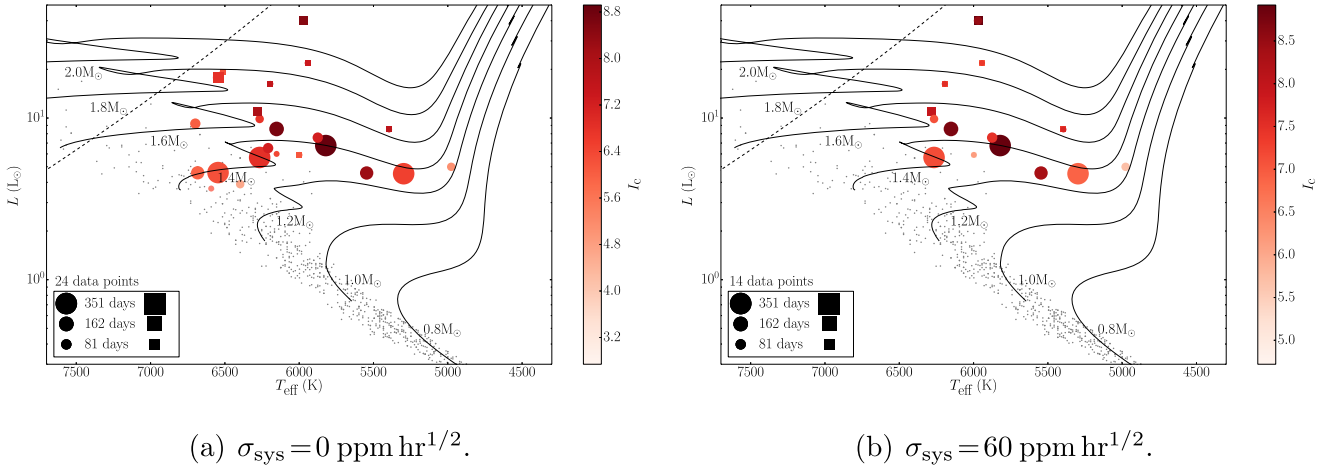 10¹
10⁰
L (L⊙)
7500 7000 6500 6000 5500 5000 4500
T_eff (K)
2.0M⊙
1.8M⊙
1.6M⊙
1.4M⊙
1.2M⊙
1.0M⊙
0.8M⊙
24 data points
351 days
162 days
81 days
8.8
8.0
7.2
6.4
5.6
4.8
4.0
3.2
I_c
(a) σ_sys = 0 ppm hr^{1/2}.
10¹
10⁰
L (L⊙)
7500 7000 6500 6000 5500 5000 4500
T_eff (K)
2.0M⊙
1.8M⊙
1.6M⊙
1.4M⊙
1.2M⊙
1.0M⊙
0.8M⊙
14 data points
351 days
162 days
81 days
8.5
8.0
7.5
7.0
6.5
6.0
5.5
5.0
I_c
(b) σ_sys = 60 ppm hr^{1/2}.